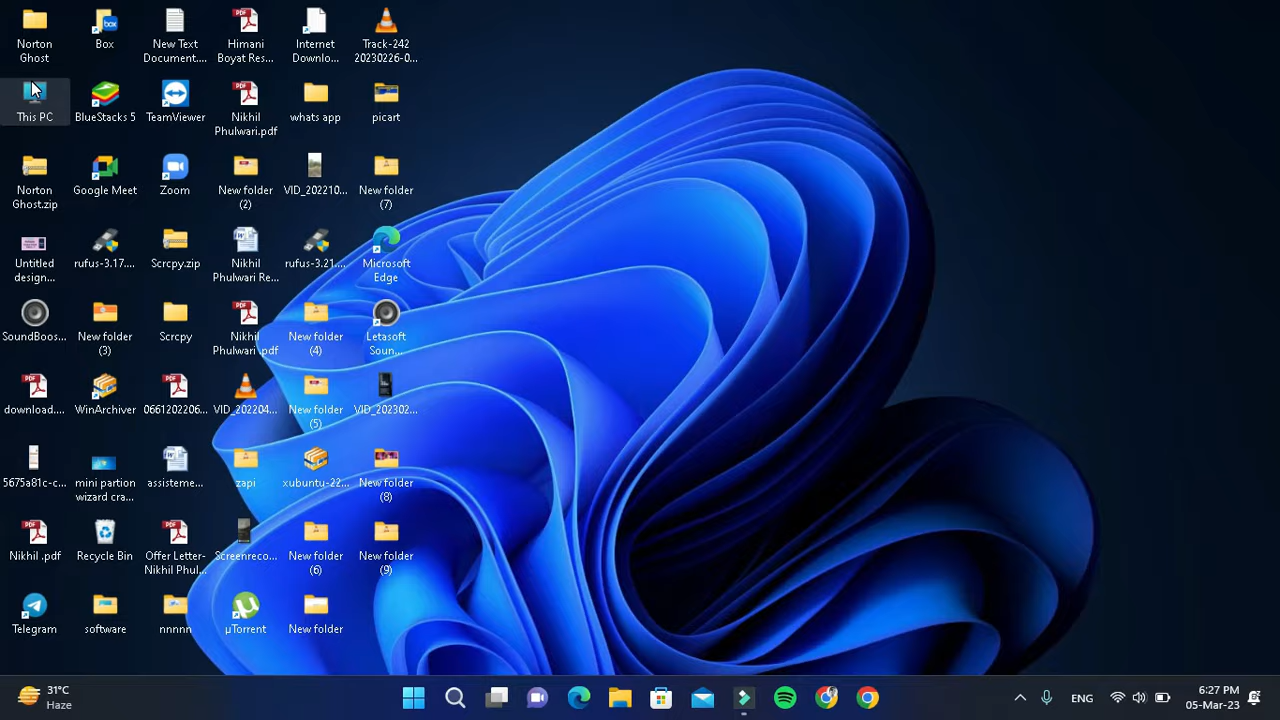 Norton
Ghost
Box
New Text
Document....
Himani
Boyat Res...
Internet
Downlo...
Track-242
20230226-0...
This PC
BlueStacks 5
TeamViewer
Nikhil
Phulwari.pdf
whats app
picart
Norton
Ghost.zip
Google Meet
Zoom
New folder
(2)
VID_202210...
New folder
(7)
Untitled
design...
rufus-3.17....
Scrcpy.zip
Nikhil
Phulwari Re...
rufus-3.21....
Microsoft
Edge
SoundBoos...
New folder
(3)
Scrcpy
Nikhil
Phulwari .pdf
New folder
(4)
Letasoft
Soun...
download....
WinArchiver
0661202206...
VID_202204...
New folder
(5)
VID_202302...
5675a81c-c...
mini partion
wizard cra...
assisteme...
zapi
xubuntu-22...
New folder
(8)
Nikhil .pdf
Recycle Bin
Offer Letter-
Nikhil Phul...
Screenreco...
New folder
(6)
New folder
(9)
Telegram
software
nnnnn
µTorrent
New folder
31°C
Haze
ENG
6:27 PM
05-Mar-23